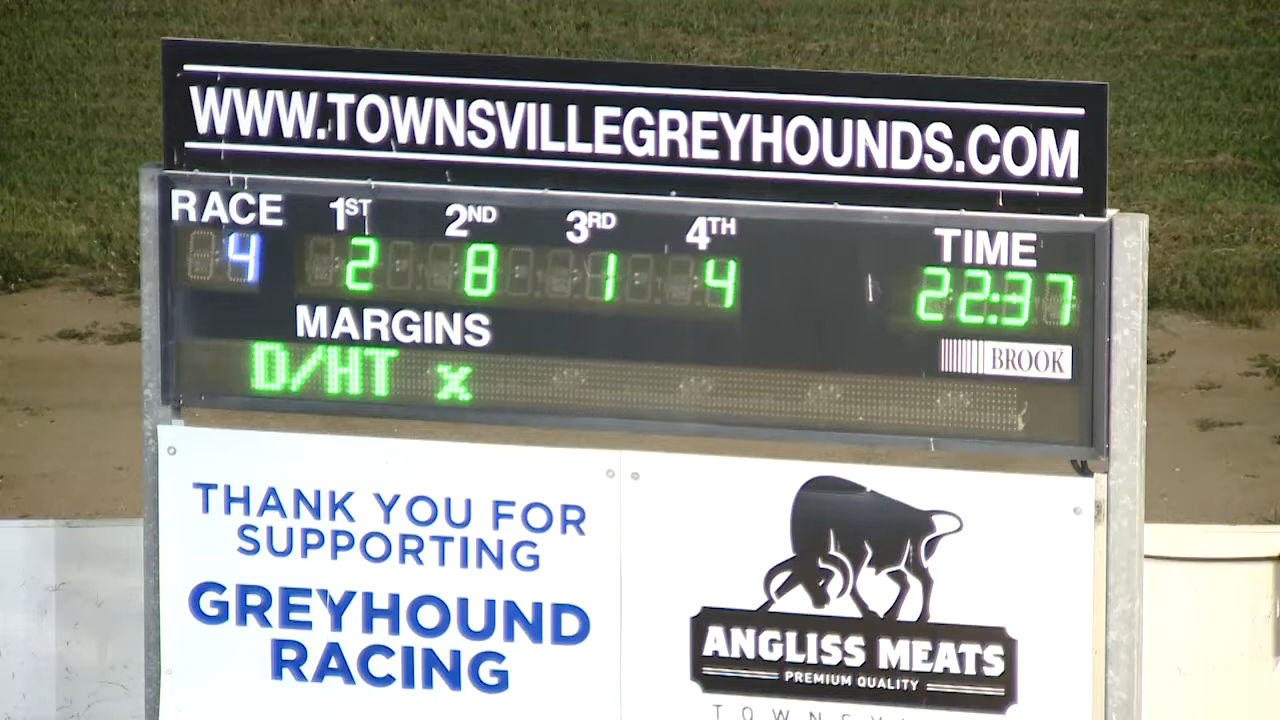 WWW.TOWNSVILLEGREYHOUNDS.COM
RACE 1ST 2ND 3RD 4TH TIME
4 2 8 1 4 22:37
MARGINS
BROOK
D/HT x
THANK YOU FOR
SUPPORTING
GREYHOUND
RACING
ANGLISS MEATS
PREMIUM QUALITY